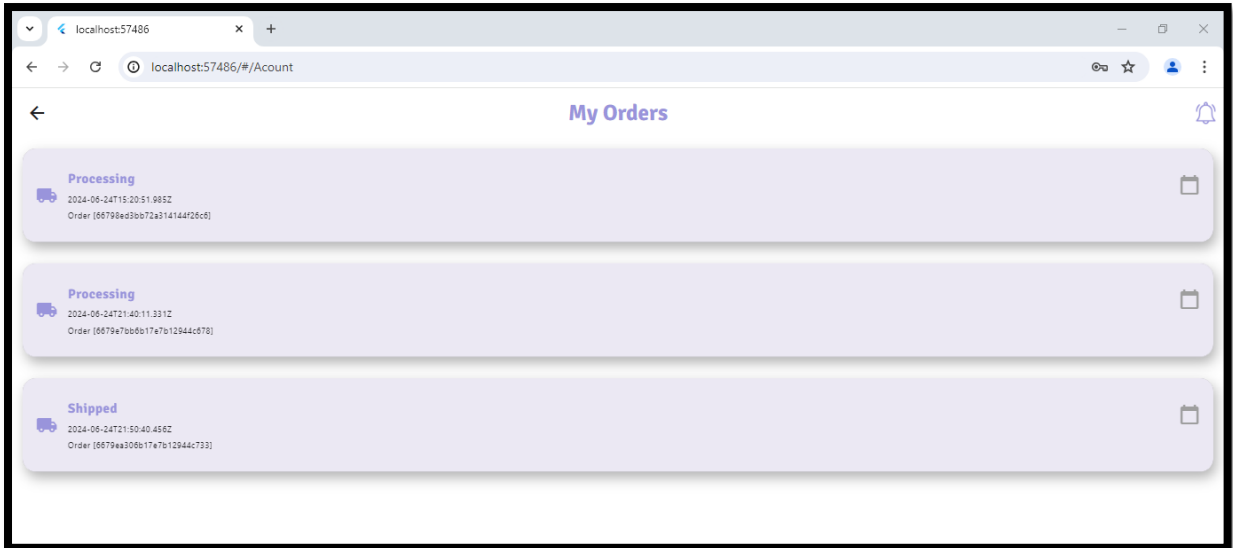 localhost:57486
localhost:57486/#/Acount
My Orders
Processing
2024-06-24T15:20:51.985Z
Order [66798ed3bb72a314144f26c6]
Processing
2024-06-24T21:40:11.331Z
Order [6679e7bb6b17e7b12944c678]
Shipped
2024-06-24T21:50:40.456Z
Order [6679ea306b17e7b12944c733]